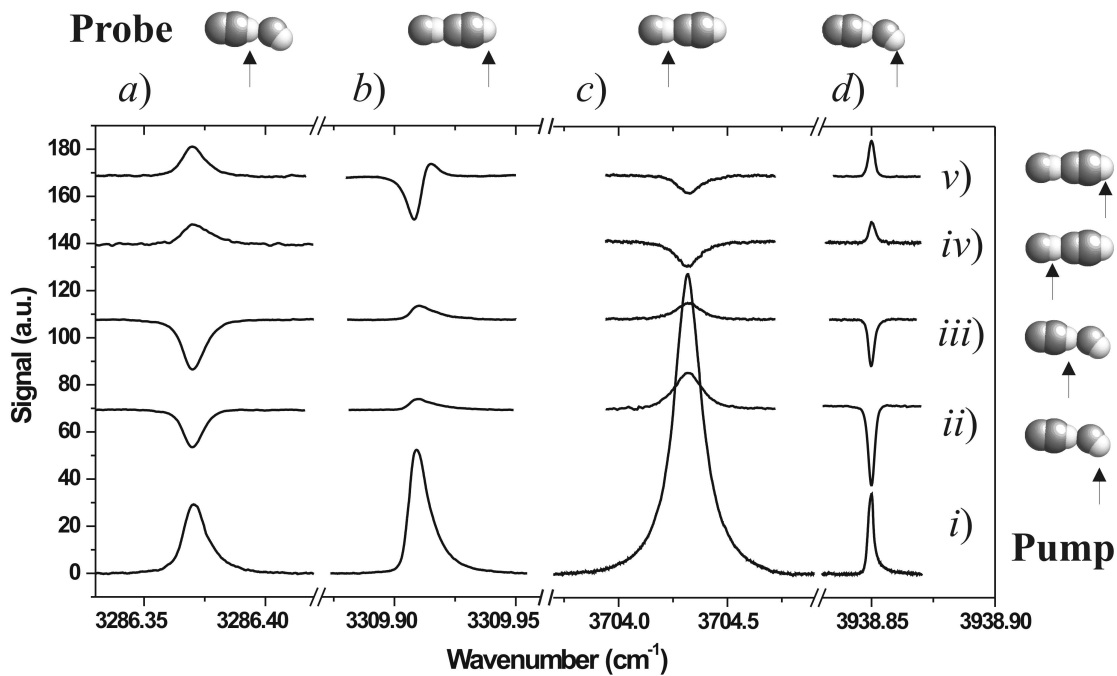 Probe
a)
b)
c)
d)
180
160
140
120
100
80
60
40
20
0
Signal (a.u.)
v)
iv)
iii)
ii)
i)
Pump
3286.35
3286.40
3309.90
3309.95
3704.0
3704.5
3938.85
3938.90
Wavenumber (cm⁻¹)